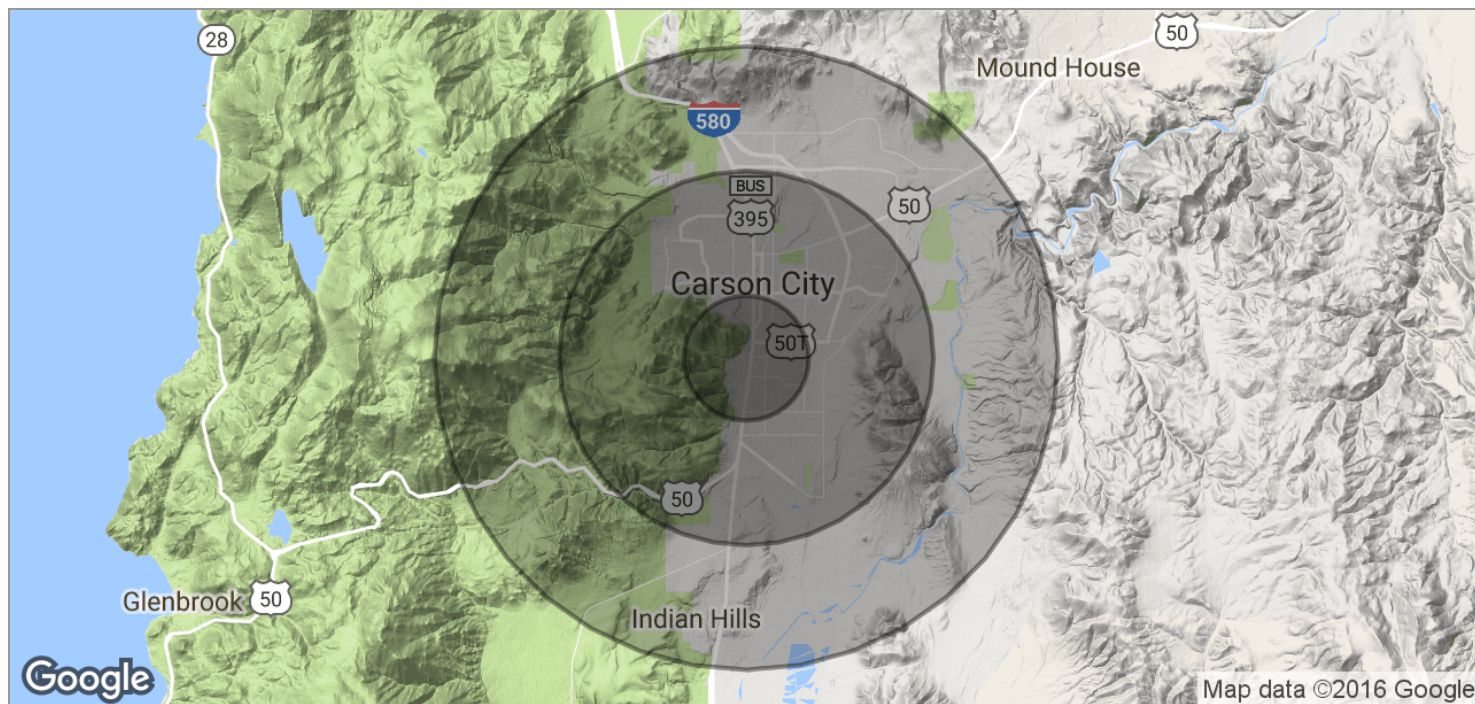 28
50
Mound House
580
BUS
395
50
Carson City
50T
50
Glenbrook 50
Indian Hills
Google
Map data ©2016 Google